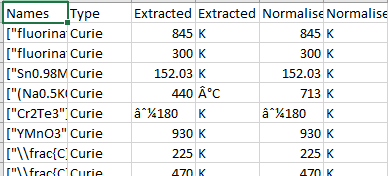 Names Type Extracted Extracted Normalise Normalise
["fluorina Curie 845 K 845 K
["fluorina Curie 300 K 300 K
["Sn0.98M Curie 152.03 K 152.03 K
["(Na0.5K( Curie 440 Â°C 713 K
["Cr2Te3"] Curie âˆ¼180 K âˆ¼180 K
["YMnO3" Curie 930 K 930 K
["\\frac{C] Curie 225 K 225 K
["\\frac{C] Curie 470 K 470 K